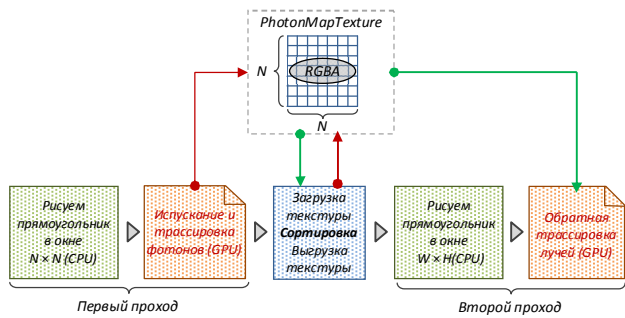 PhotonMapTexture
N
RGBA
N
Рисуем
прямоугольник
в окне
N × N (CPU)
Испускание и
трассировка
фотонов (GPU)
Загрузка
текстуры
Сортировка
Выгрузка
текстуры
Рисуем
прямоугольник
в окне
W × H(CPU)
Обратная
трассировка
лучей (GPU)
Первый проход
Второй проход